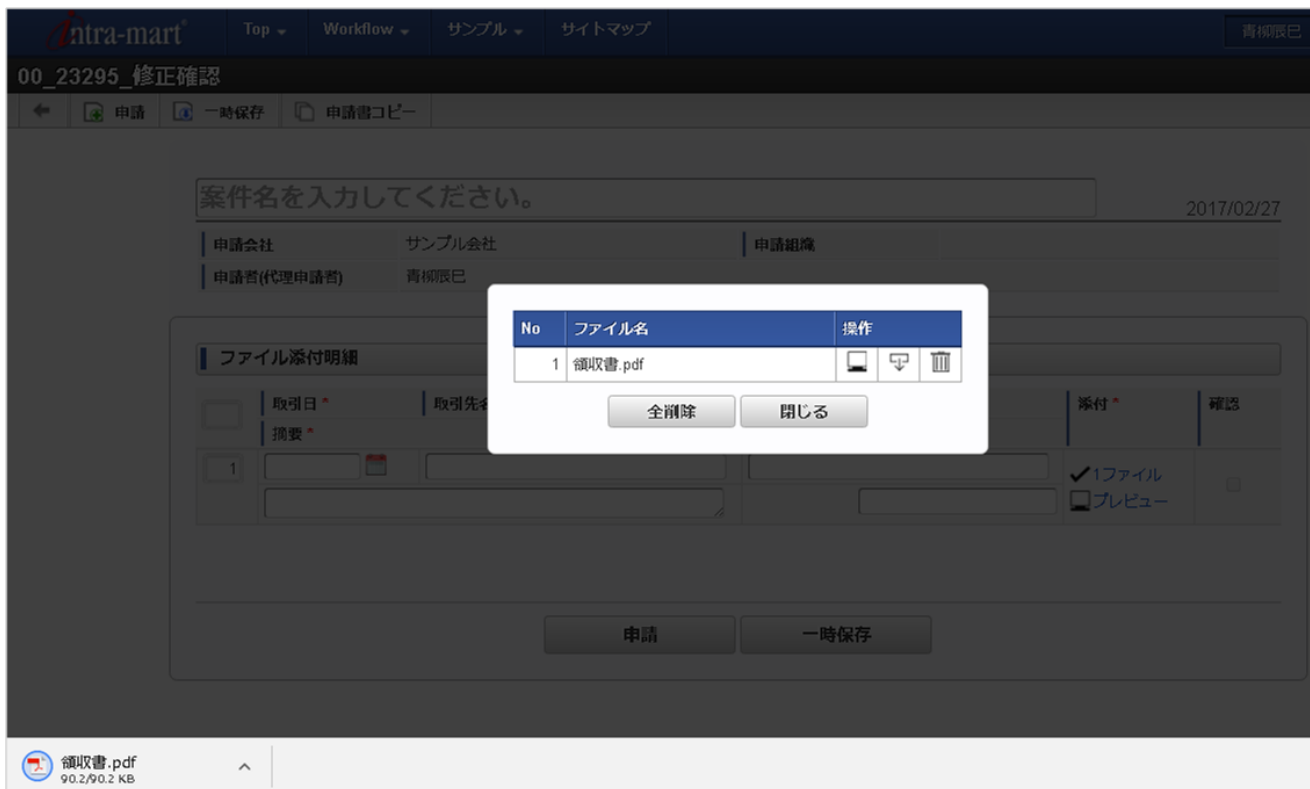 intra-mart® Top Workflow サンプル サイトマップ 青柳辰巳
00_23295_修正確認
申請 一時保存 申請書コピー
案件名を入力してください。 2017/02/27
申請会社 サンプル会社 申請組織
申請者(代理申請者) 青柳辰巳
No ファイル名 操作
1 領収書.pdf
全削除 閉じる
ファイル添付明細
取引日* 取引先名 添付* 確認
摘要*
1 1ファイル
プレビュー
申請 一時保存
領収書.pdf
90.2/90.2 KB